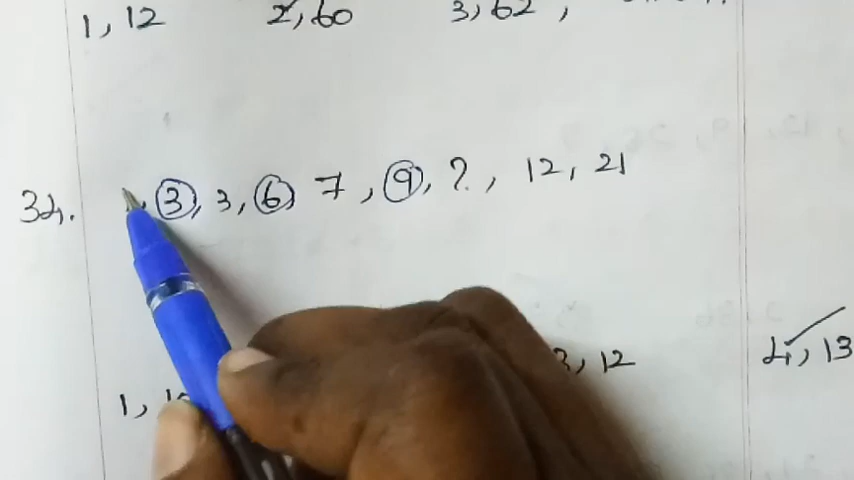 1, 12 2, 60 3, 62,
34. , 3, 3, 6, 7, 9, ?, 12, 21
1, 3, 12 4, 13